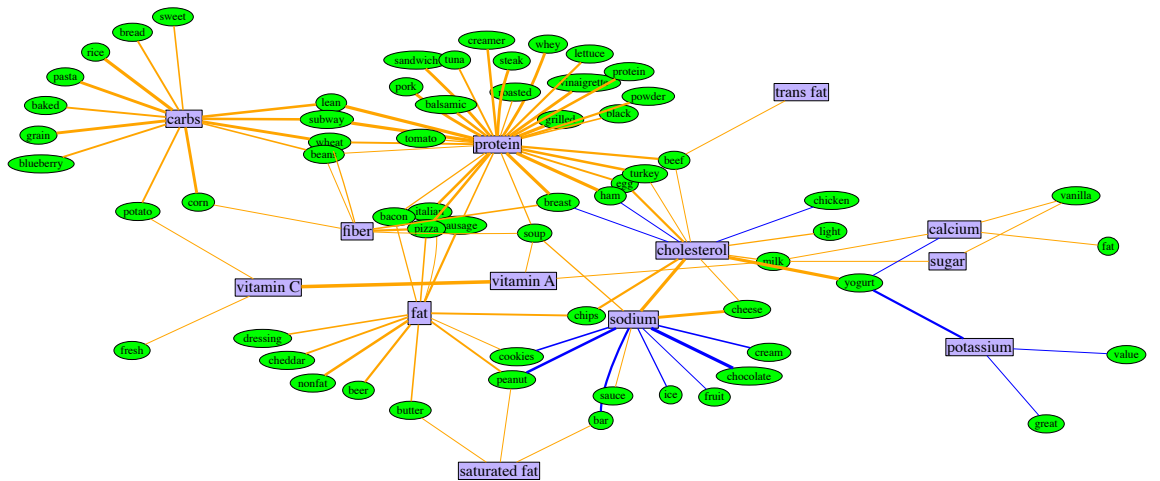 sweet
bread
creamer
whey
rice
sandwich
tuna
steak
lettuce
pasta
protein
pork
roasted
vinaigrette
trans fat
baked
balsamic
powder
lean
carbs
subway
grilled
black
grain
tomato
wheat
protein
bean
blueberry
beef
turkey
egg
ham
vanilla
potato
corn
breast
chicken
bacon
italian
pizza
sausage
fiber
soup
light
calcium
cholesterol
fat
milk
sugar
vitamin C
vitamin A
yogurt
fat
chips
sodium
cheese
dressing
fresh
cheddar
cookies
cream
potassium
value
nonfat
beer
peanut
chocolate
sauce
ice
fruit
butter
bar
great
saturated fat